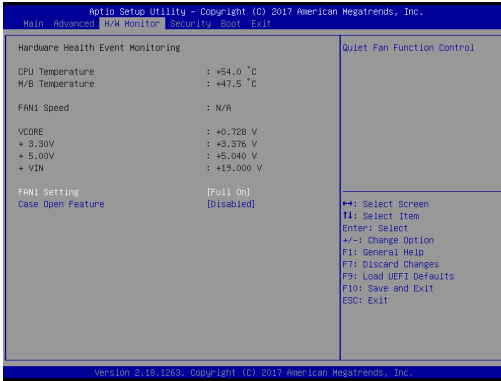 Aptio Setup Utility – Copyright (C) 2017 American Megatrends, Inc.
Main Advanced H/W Monitor Security Boot Exit
Hardware Health Event Monitoring
Quiet Fan Function Control
CPU Temperature : +54.0 °C
M/B Temperature : +47.5 °C
FAN1 Speed : N/A
VCORE : +0.728 V
+ 3.30V : +3.376 V
+ 5.00V : +5.040 V
+ VIN : +19.000 V
FAN1 Setting [Full On]
Case Open Feature [Disabled]
↔: Select Screen
↑↓: Select Item
Enter: Select
+/-: Change Option
F1: General Help
F7: Discard Changes
F9: Load UEFI Defaults
F10: Save and Exit
ESC: Exit
Version 2.18.1263. Copyright (C) 2017 American Megatrends, Inc.